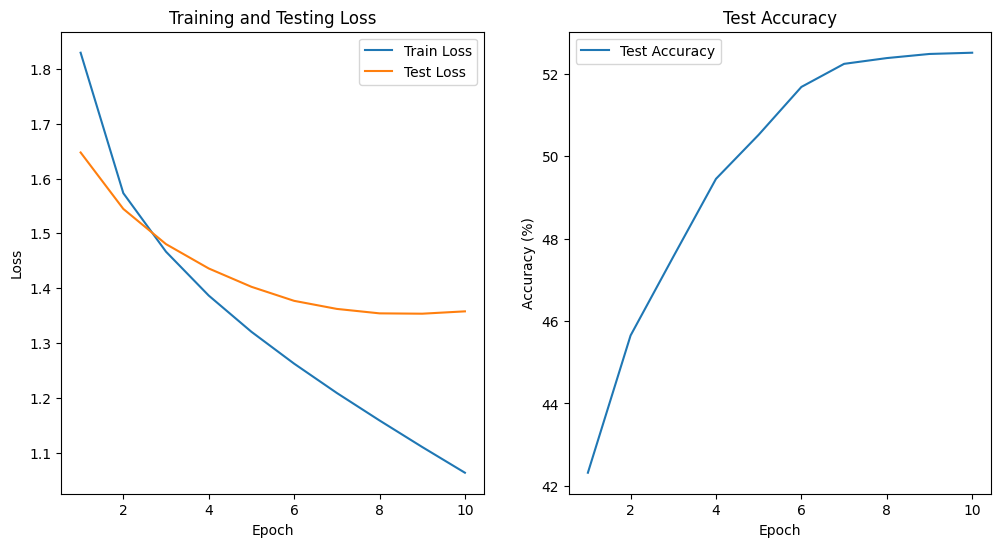 Training and Testing Loss
Train Loss
Test Loss
1.8
1.7
1.6
1.5
1.4
1.3
1.2
1.1
Loss
2 4 6 8 10
Epoch
Test Accuracy
Test Accuracy
52
50
48
46
44
42
Accuracy (%)
2 4 6 8 10
Epoch